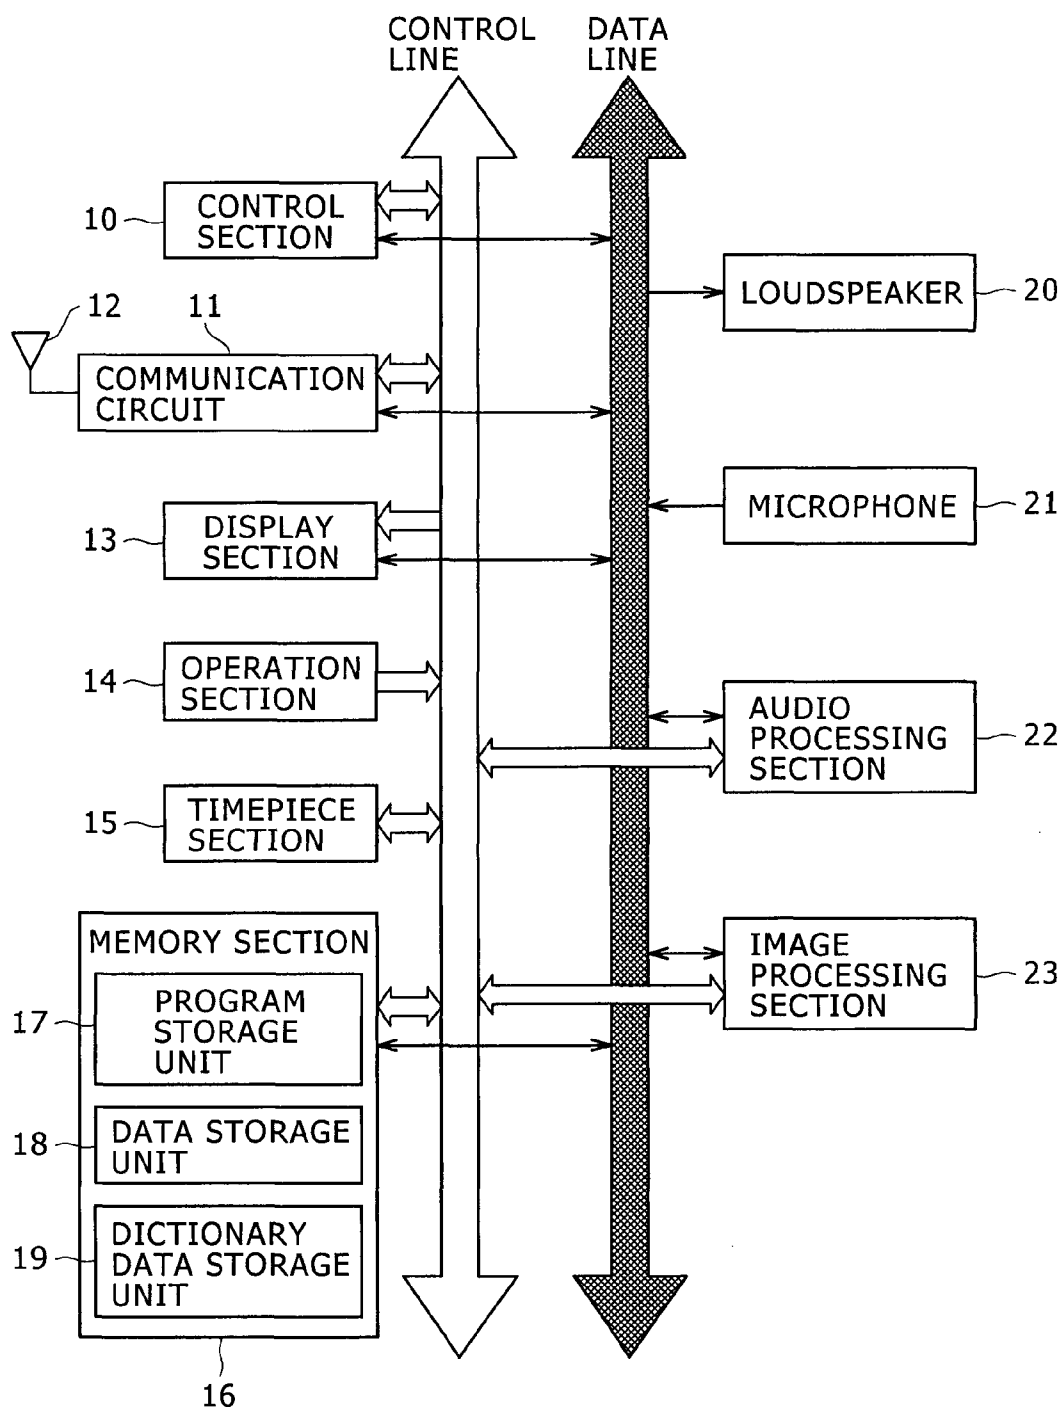 CONTROL
LINE
DATA
LINE
10
CONTROL
SECTION
12
11
COMMUNICATION
CIRCUIT
13
DISPLAY
SECTION
14
OPERATION
SECTION
15
TIMEPIECE
SECTION
MEMORY SECTION
17
PROGRAM
STORAGE
UNIT
18
DATA STORAGE
UNIT
19
DICTIONARY
DATA STORAGE
UNIT
16
LOUDSPEAKER
20
MICROPHONE
21
AUDIO
PROCESSING
SECTION
22
IMAGE
PROCESSING
SECTION
23